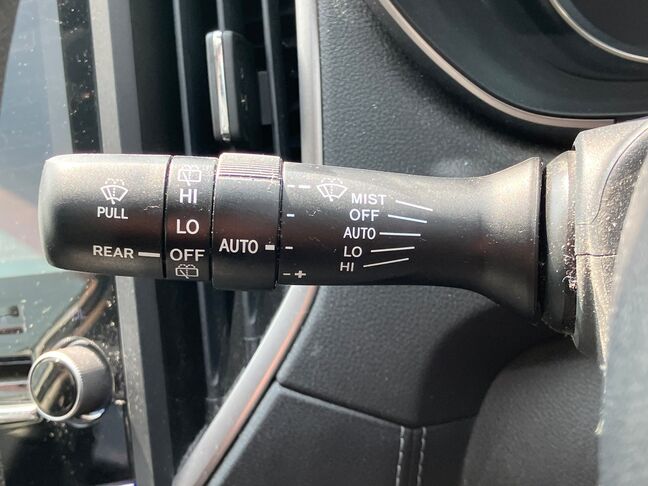 PULL
REAR
HI
LO
OFF
AUTO
- +
MIST
OFF
AUTO
LO
HI